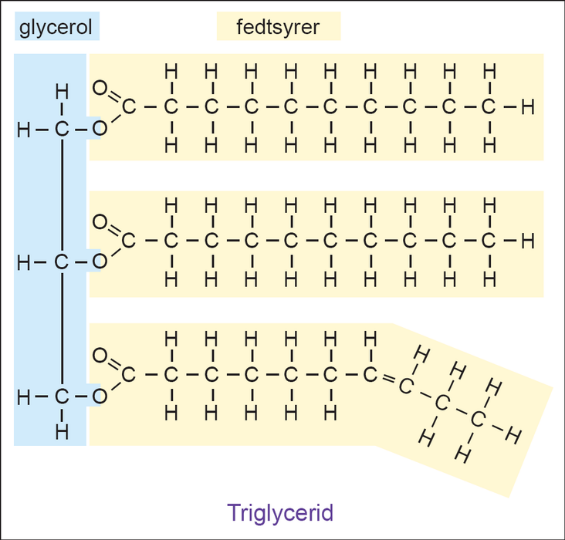 glycerol fedtsyrer
H H H H H H H H H
H O
C – C – C – C – C – C – C – C – C – C – H
H – C – O
H H H H H H H H H
H H H H H H H H H
O
C – C – C – C – C – C – C – C – C – C – H
H – C – O
H H H H H H H H H
H H H H H H
O H
C – C – C – C – C – C – C = C – C – C – H
H H
H – C – O
H H H H H
H H H
Triglycerid